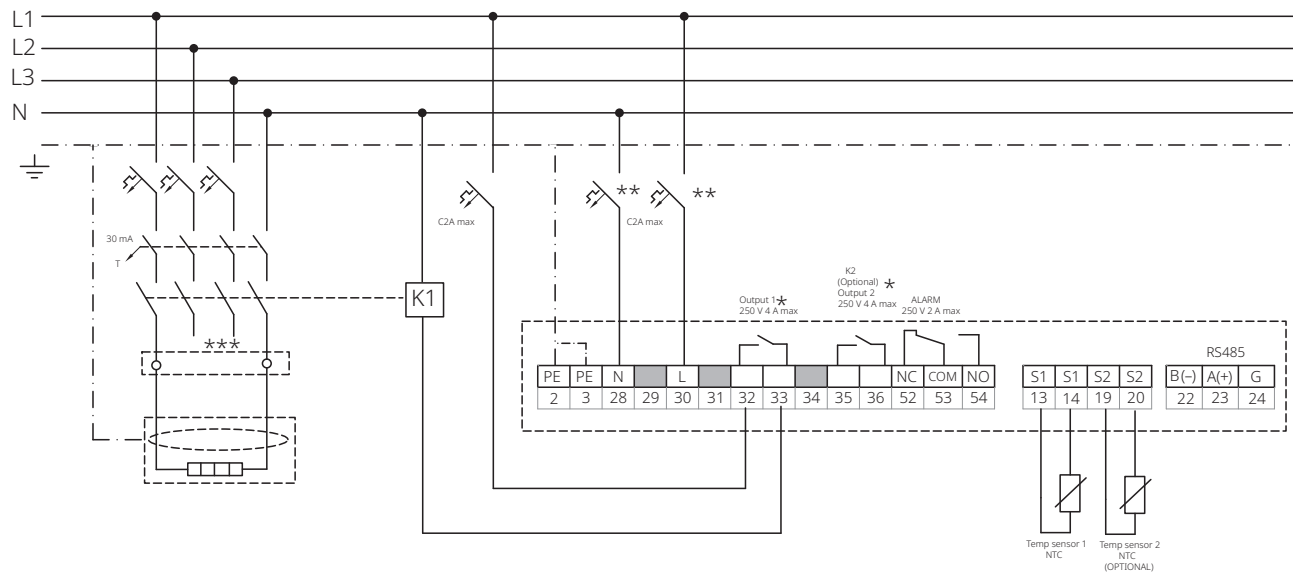 L1
L2
L3
N
**
**
C2A max
C2A max
30 mA
T
K1
***
Output 1*
250 V 4 A max
K2
(Optional)
Output 2
250 V 4 A max
*
ALARM
250 V 2 A max
RS485
PE PE N L NC COM NO S1 S1 S2 S2 B(–) A(+) G
2 3 28 29 30 31 32 33 34 35 36 52 53 54 13 14 19 20 22 23 24
Temp sensor 1
NTC
Temp sensor 2
NTC
(OPTIONAL)